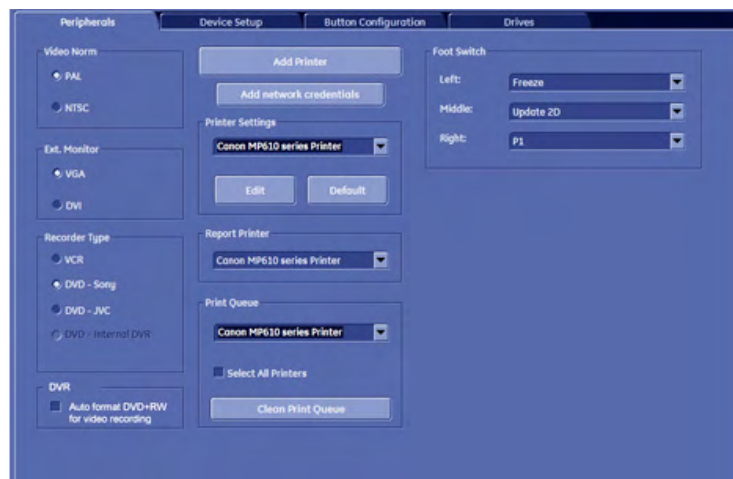 Peripherals
Device Setup
Button Configuration
Drives
Video Norm
PAL
NTSC
Ext. Monitor
VGA
DVI
Recorder Type
VCR
DVD - Sony
DVD - JVC
DVD - Internal DVR
DVR
Auto format DVD+RW
for video recording
Add Printer
Add network credentials
Printer Settings
Canon MP610 series Printer
Edit
Default
Report Printer
Canon MP610 series Printer
Print Queue
Canon MP610 series Printer
Select All Printers
Clean Print Queue
Foot Switch
Left:
Freeze
Middle:
Update 2D
Right:
P1